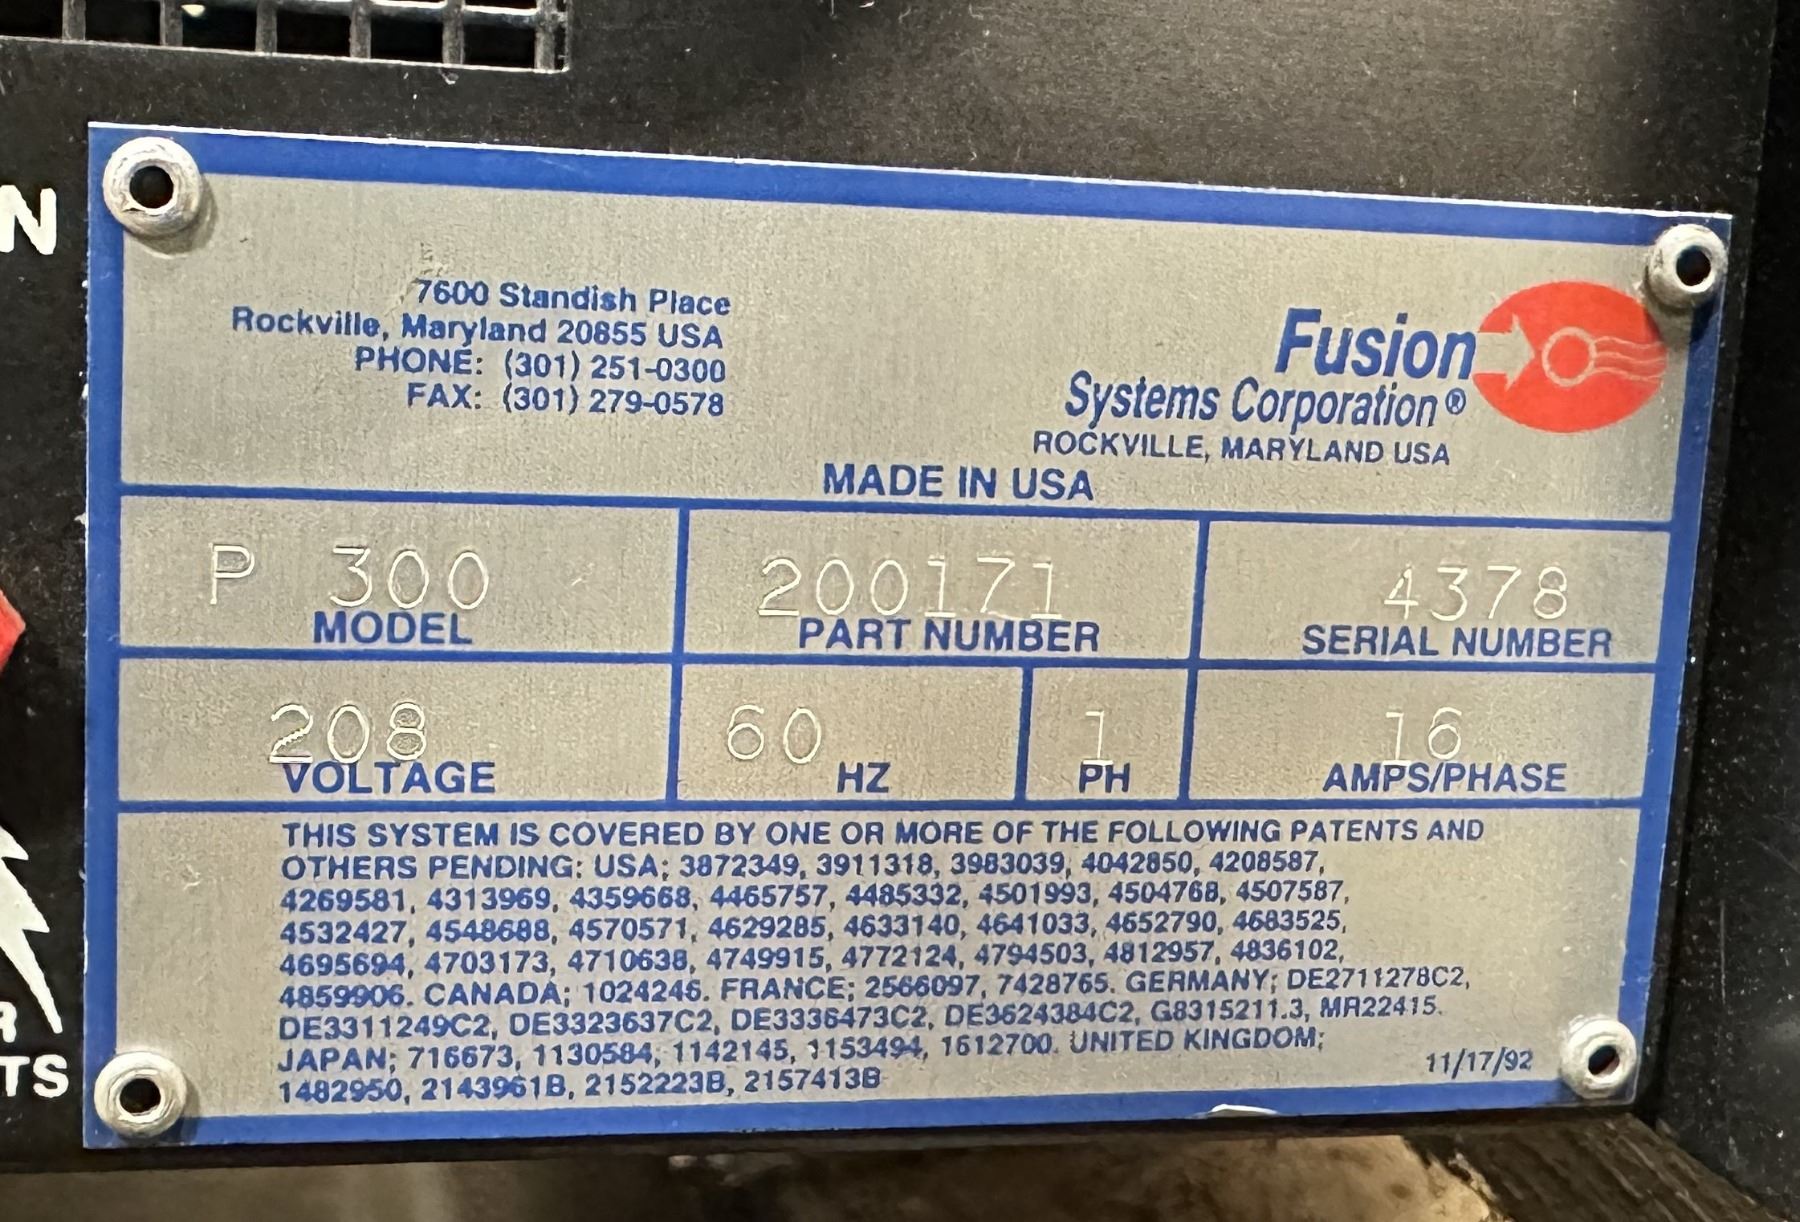 N
7600 Standish Place
Rockville, Maryland 20855 USA
PHONE: (301) 251-0300
FAX: (301) 279-0578
Fusion
Systems Corporation®
ROCKVILLE, MARYLAND USA
MADE IN USA
P 300
MODEL
200171
PART NUMBER
4378
SERIAL NUMBER
208
VOLTAGE
60
HZ
1
PH
16
AMPS/PHASE
THIS SYSTEM IS COVERED BY ONE OR MORE OF THE FOLLOWING PATENTS AND
OTHERS PENDING: USA; 3872349, 3911318, 3983039, 4042850, 4208587,
4269581, 4313969, 4359668, 4465757, 4485332, 4501993, 4504768, 4507587,
4532427, 4548688, 4570571, 4629285, 4633140, 4641033, 4652790, 4683525,
4695694, 4703173, 4710638, 4749915, 4772124, 4794503, 4812957, 4836102,
4859906. CANADA; 1024246. FRANCE; 2566097, 7428765. GERMANY; DE2711278C2,
DE3311249C2, DE3323637C2, DE3336473C2, DE3624384C2, G8315211.3, MR22415.
JAPAN; 716673, 1130584, 1142145, 1153494, 1612700. UNITED KINGDOM;
1482950, 2143961B, 2152223B, 2157413B
11/17/92
R
TS